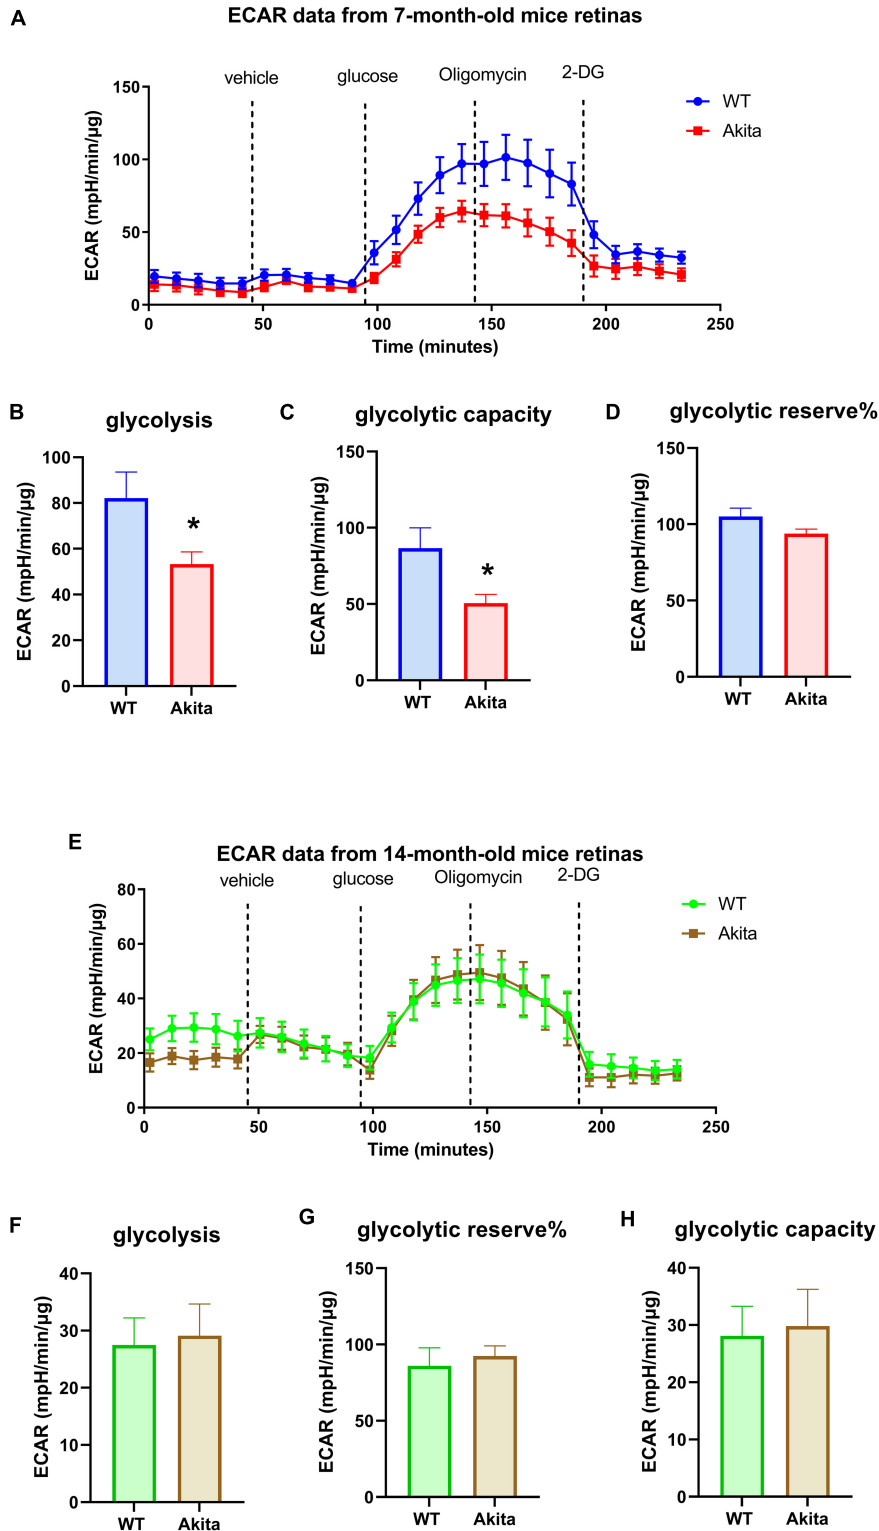 A
ECAR data from 7-month-old mice retinas
vehicle glucose Oligomycin 2-DG
WT
Akita
ECAR (mpH/min/µg)
150
100
50
0
0 50 100 150 200 250
Time (minutes)
B
glycolysis
ECAR (mpH/min/µg)
100
80
60
40
20
0
*
WT Akita
C
glycolytic capacity
ECAR (mpH/min/µg)
150
100
50
0
*
WT Akita
D
glycolytic reserve%
ECAR (mpH/min/µg)
150
100
50
0
WT Akita
E
ECAR data from 14-month-old mice retinas
vehicle glucose Oligomycin 2-DG
WT
Akita
ECAR (mpH/min/µg)
80
60
40
20
0
0 50 100 150 200 250
Time (minutes)
F
glycolysis
ECAR (mpH/min/µg)
40
30
20
10
0
WT Akita
G
glycolytic reserve%
ECAR (mpH/min/µg)
150
100
50
0
WT Akita
H
glycolytic capacity
ECAR (mpH/min/µg)
40
30
20
10
0
WT Akita